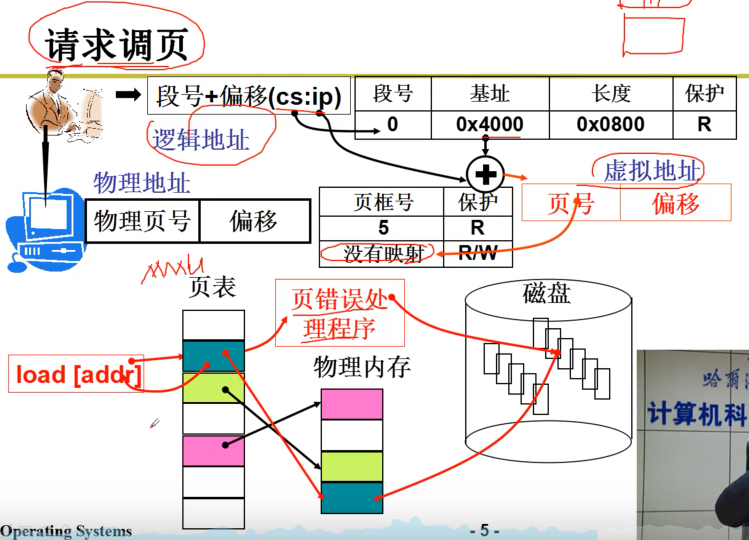 请求调页
段号+偏移(cs:ip)
段号 基址 长度 保护
0 0x4000 0x0800 R
逻辑地址
虚拟地址
物理地址
物理页号 偏移
页框号 保护
5 R
没有映射 R/W
页号 偏移
页表
页错误处
理程序
磁盘
load [addr]
物理内存
计算机科
Operating Systems
- 5 -